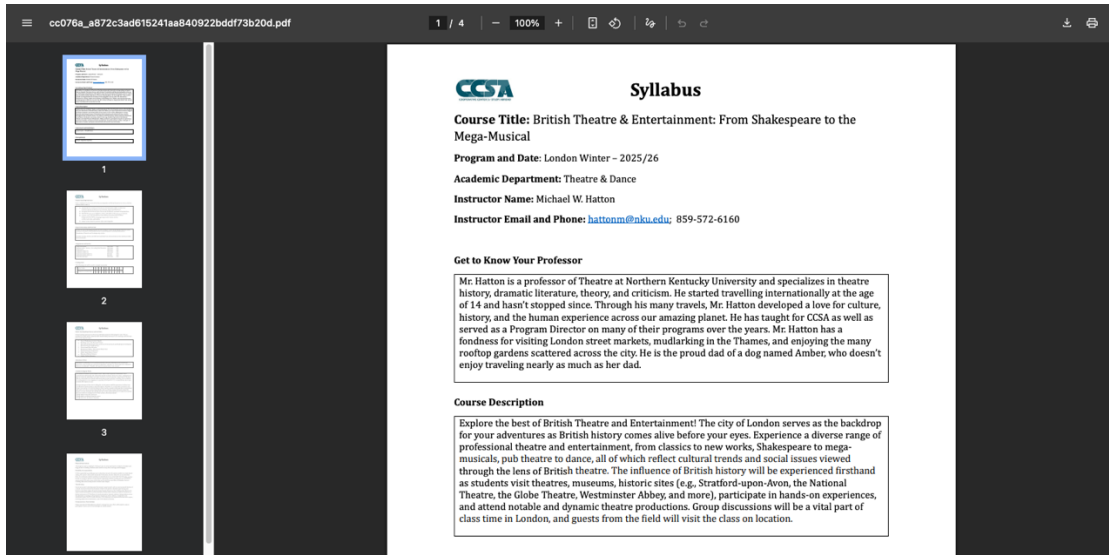 cc076a_a872c3ad615241aa840922bddf73b20d.pdf
1 / 4
100%
1
2
3
CCSA
Syllabus
Course Title: British Theatre & Entertainment: From Shakespeare to the
Mega-Musical
Program and Date: London Winter – 2025/26
Academic Department: Theatre & Dance
Instructor Name: Michael W. Hatton
Instructor Email and Phone: hattonm@nku.edu; 859-572-6160
Get to Know Your Professor
Mr. Hatton is a professor of Theatre at Northern Kentucky University and specializes in theatre
history, dramatic literature, theory, and criticism. He started travelling internationally at the age
of 14 and hasn't stopped since. Through his many travels, Mr. Hatton developed a love for culture,
history, and the human experience across our amazing planet. He has taught for CCSA as well as
served as a Program Director on many of their programs over the years. Mr. Hatton has a
fondness for visiting London street markets, mudlarking in the Thames, and enjoying the many
rooftop gardens scattered across the city. He is the proud dad of a dog named Amber, who doesn't
enjoy traveling nearly as much as her dad.
Course Description
Explore the best of British Theatre and Entertainment! The city of London serves as the backdrop
for your adventures as British history comes alive before your eyes. Experience a diverse range of
professional theatre and entertainment, from classics to new works, Shakespeare to mega-
musicals, pub theatre to dance, all of which reflect cultural trends and social issues viewed
through the lens of British theatre. The influence of British history will be experienced firsthand
as students visit theatres, museums, historic sites (e.g., Stratford-upon-Avon, the National
Theatre, the Globe Theatre, Westminster Abbey, and more), participate in hands-on experiences,
and attend notable and dynamic theatre productions. Group discussions will be a vital part of
class time in London, and guests from the field will visit the class on location.